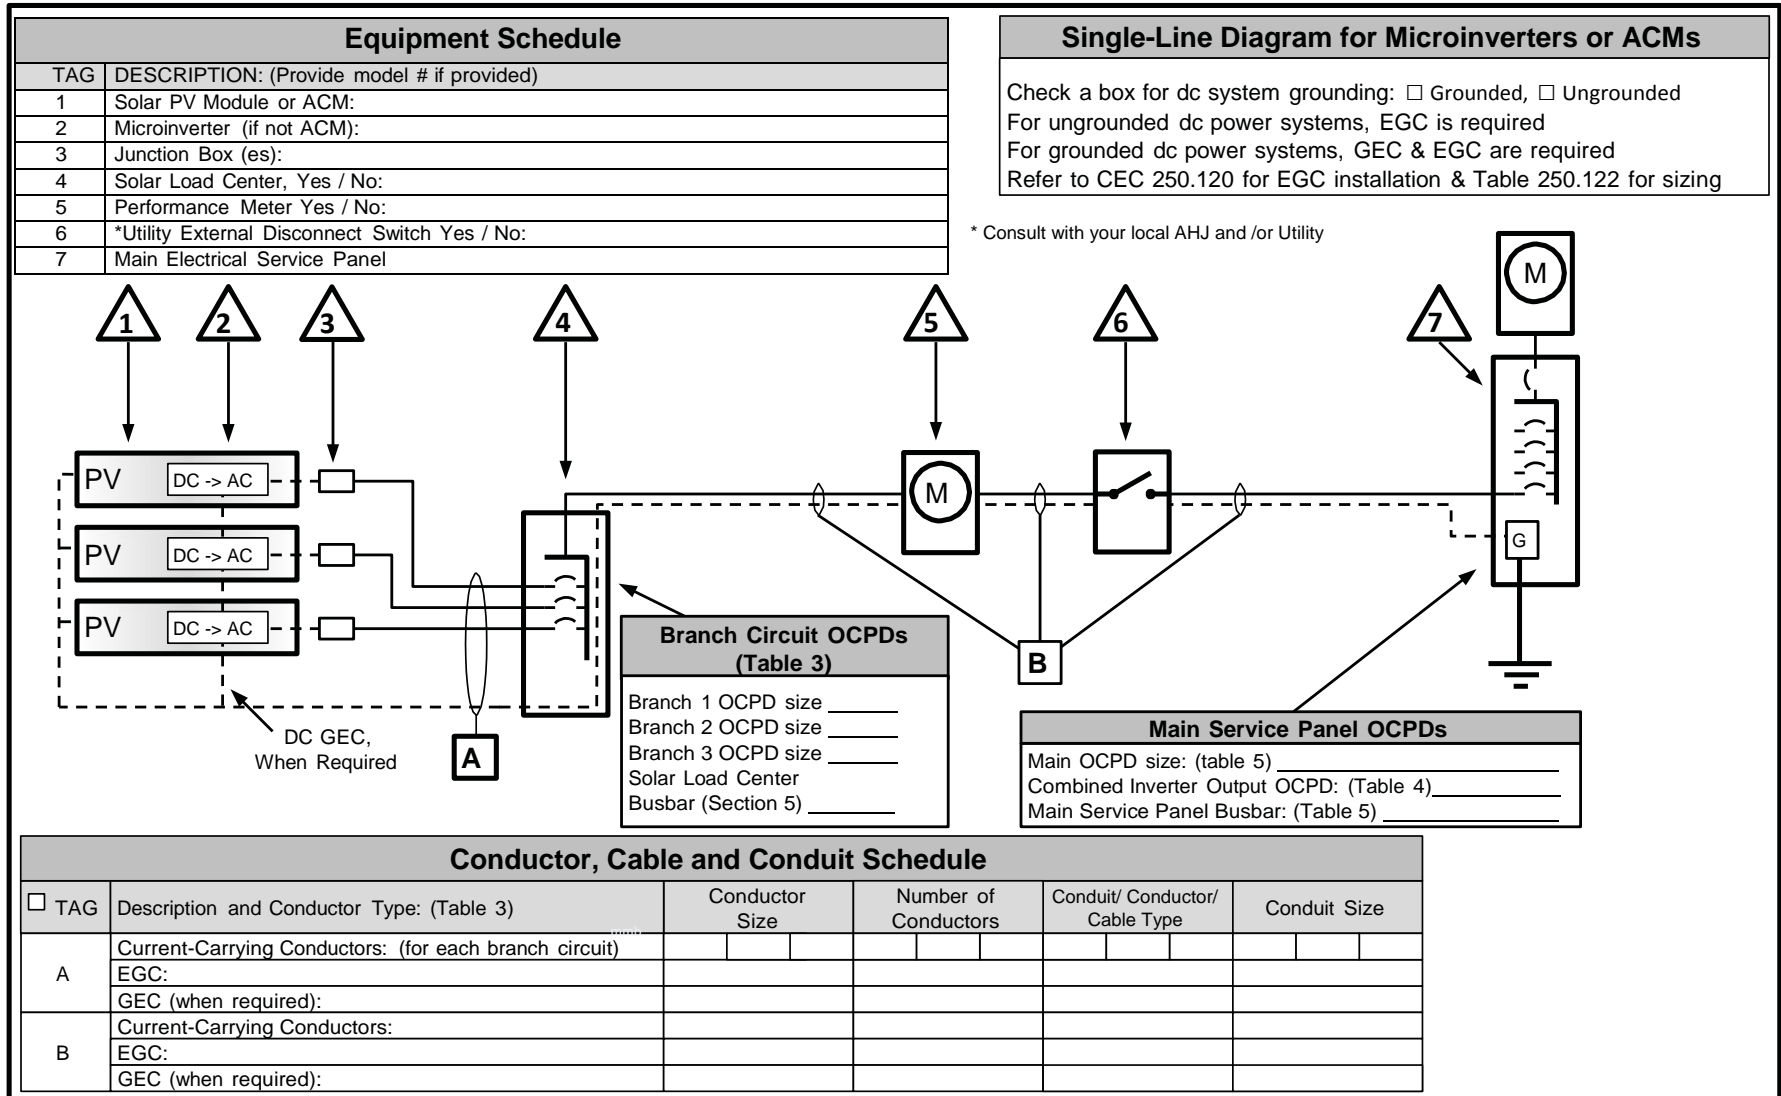 Equipment Schedule
TAG DESCRIPTION: (Provide model # if provided)
1 Solar PV Module or ACM:
2 Microinverter (if not ACM):
3 Junction Box (es):
4 Solar Load Center, Yes / No:
5 Performance Meter Yes / No:
6 *Utility External Disconnect Switch Yes / No:
7 Main Electrical Service Panel
Single-Line Diagram for Microinverters or ACMs
Check a box for dc system grounding: ☐ Grounded, ☐ Ungrounded
For ungrounded dc power systems, EGC is required
For grounded dc power systems, GEC & EGC are required
Refer to CEC 250.120 for EGC installation & Table 250.122 for sizing
* Consult with your local AHJ and /or Utility
M
1 2 3 4 5 6 7
PV DC -> AC
M
G
PV DC -> AC
PV DC -> AC
A
B
DC GEC,
When Required
Branch Circuit OCPDs
(Table 3)
Branch 1 OCPD size ______
Branch 2 OCPD size ______
Branch 3 OCPD size ______
Solar Load Center
Busbar (Section 5) ________
Main Service Panel OCPDs
Main OCPD size: (table 5) ________
Combined Inverter Output OCPD: (Table 4)________
Main Service Panel Busbar: (Table 5) ________
Conductor, Cable and Conduit Schedule
☐ TAG Description and Conductor Type: (Table 3) Conductor Size Number of Conductors Conduit/ Conductor/ Cable Type Conduit Size
A Current-Carrying Conductors: (for each branch circuit)
EGC:
GEC (when required):
B Current-Carrying Conductors:
EGC:
GEC (when required):